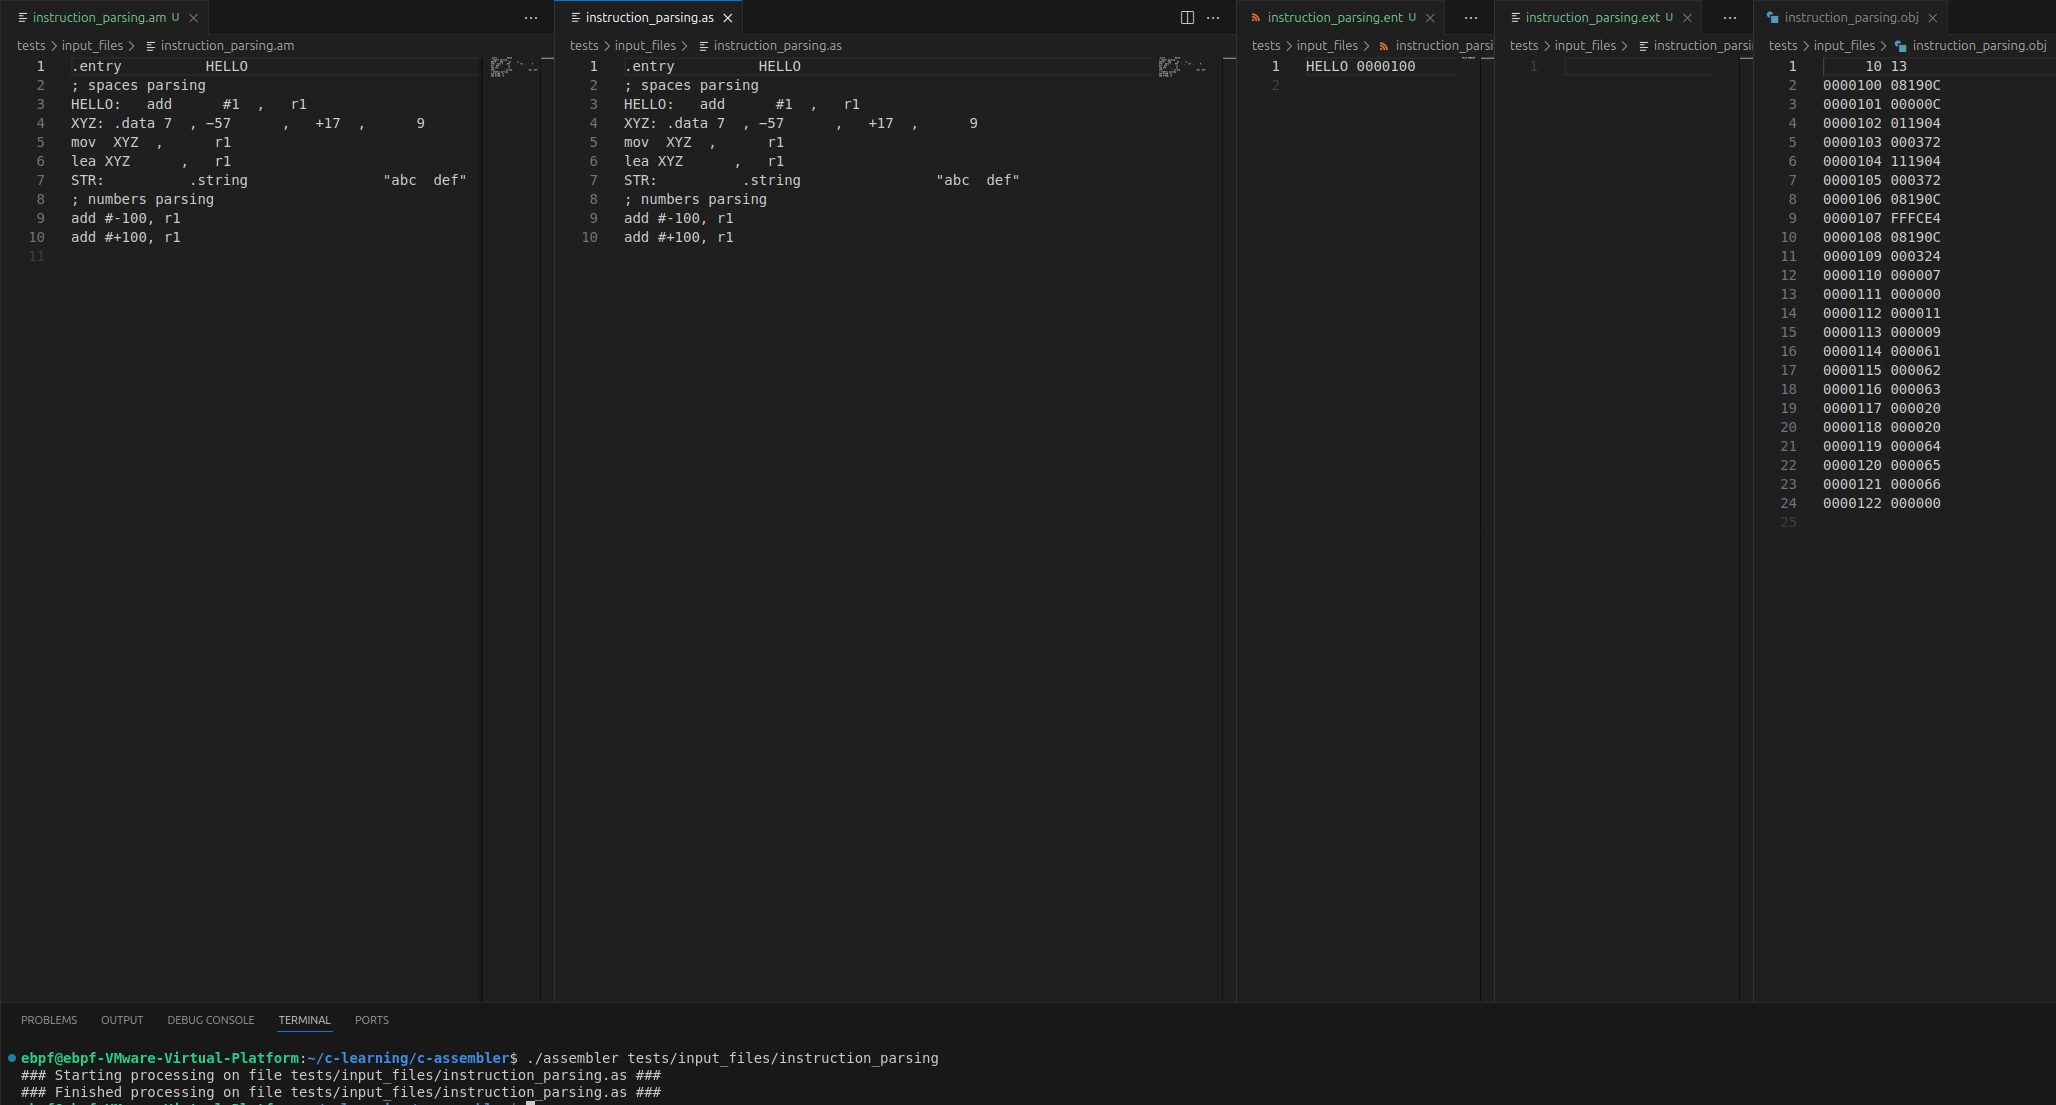 instruction_parsing.am U
tests > input_files > instruction_parsing.am
1 .entry          HELLO
2 ; spaces parsing
3 HELLO:   add      #1  ,   r1
4 XYZ: .data 7  , −57      ,   +17  ,      9
5 mov  XYZ  ,      r1
6 lea XYZ      ,   r1
7 STR:          .string                "abc  def"
8 ; numbers parsing
9 add #-100, r1
10 add #+100, r1
11
instruction_parsing.as
tests > input_files > instruction_parsing.as
1 .entry          HELLO
2 ; spaces parsing
3 HELLO:   add      #1  ,   r1
4 XYZ: .data 7  , −57      ,   +17  ,      9
5 mov  XYZ  ,      r1
6 lea XYZ      ,   r1
7 STR:          .string                "abc  def"
8 ; numbers parsing
9 add #-100, r1
10 add #+100, r1
instruction_parsing.ent U
tests > input_files > instruction_parsi
1 HELLO 0000100
2
instruction_parsing.ext U
tests > input_files > instruction_parsi
1
instruction_parsing.obj
tests > input_files > instruction_parsing.obj
1      10 13
2 0000100 08190C
3 0000101 00000C
4 0000102 011904
5 0000103 000372
6 0000104 111904
7 0000105 000372
8 0000106 08190C
9 0000107 FFFCE4
10 0000108 08190C
11 0000109 000324
12 0000110 000007
13 0000111 000000
14 0000112 000011
15 0000113 000009
16 0000114 000061
17 0000115 000062
18 0000116 000063
19 0000117 000020
20 0000118 000020
21 0000119 000064
22 0000120 000065
23 0000121 000066
24 0000122 000000
25
PROBLEMS OUTPUT DEBUG CONSOLE TERMINAL PORTS
ebpf@ebpf-VMware-Virtual-Platform:~/c-learning/c-assembler$ ./assembler tests/input_files/instruction_parsing
### Starting processing on file tests/input_files/instruction_parsing.as ###
### Finished processing on file tests/input_files/instruction_parsing.as ###